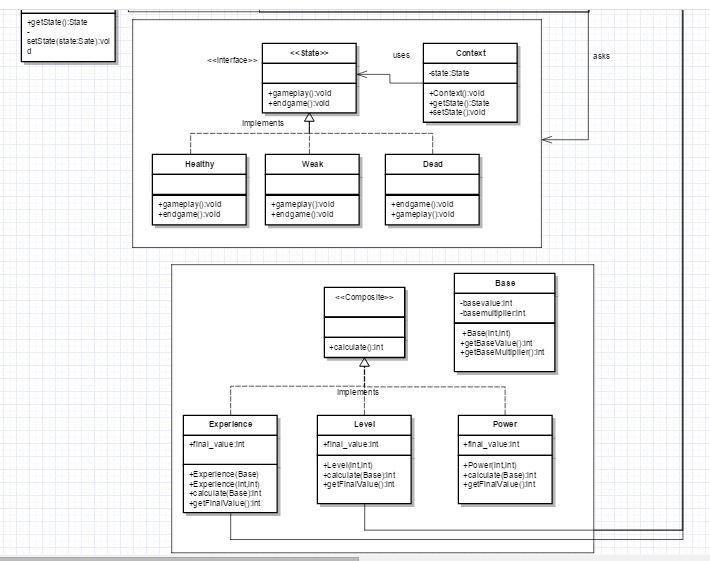 +getState():State
-
setState(state:Sate):voi
d
<<Interface>>
<<State>>
+gameplay():void
+endgame():void
uses
Context
-state:State
+Context():void
+getState():State
+setState():void
asks
Implements
Healthy
+gameplay():void
+endgame():void
Weak
+gameplay():void
+endgame():void
Dead
+endgame():void
+gameplay():void
<<Composite>>
+calculate():int
Base
-basevalue:int
-basemultiplier:int
+Base(int,int)
+getBaseValue():int
+getBaseMultiplier():int
Implements
Experience
+final_value:int
+Experience(Base)
+Experience(int,int)
+calculate(Base):int
+getFinalValue():int
Level
+final_value:int
+Level(int,int)
+calculate(Base):int
+getFinalValue():int
Power
+final_value:int
+Power(int,int)
+calculate(Base):int
+getFinalValue():int